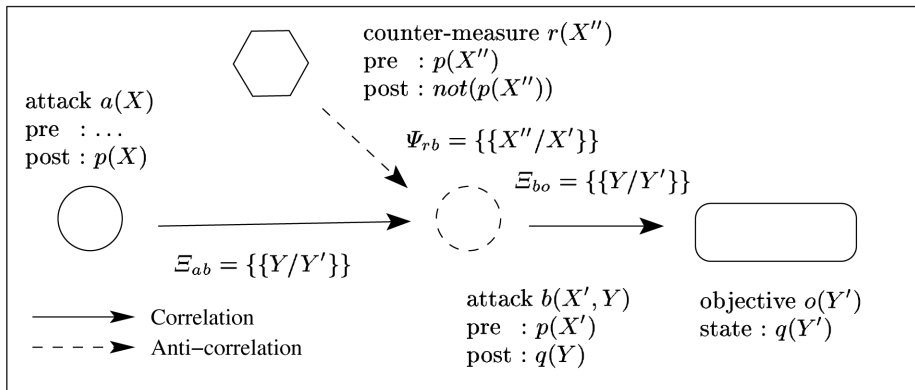 counter-measure r(X'')
pre : p(X'')
post : not(p(X''))
attack a(X)
pre : ...
post : p(X)
Ψ_rb = {{X''/X'}}
Ξ_bo = {{Y/Y'}}
Ξ_ab = {{Y/Y'}}
attack b(X', Y)
pre : p(X')
post : q(Y)
objective o(Y')
state : q(Y')
Correlation
Anti−correlation